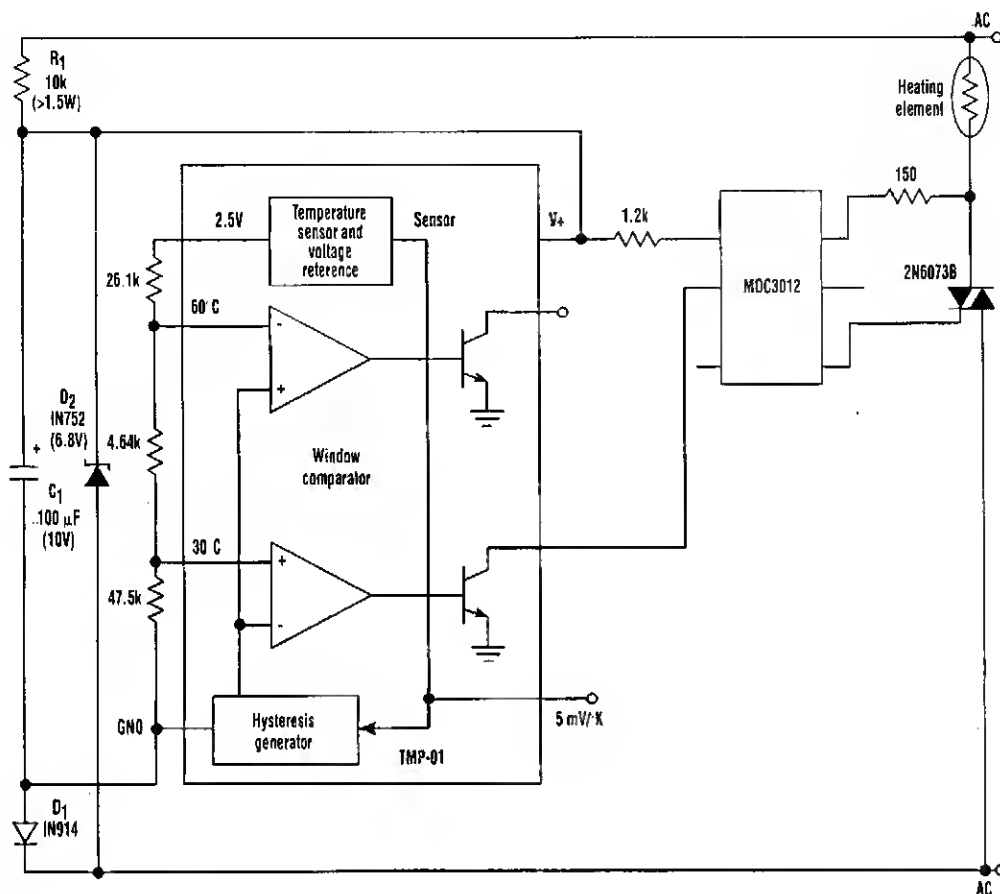 AC
R1
10k
(>1.5W)
Heating
element
150
2.5V
Temperature
sensor and
voltage
reference
Sensor
V+
1.2k
26.1k
MOC3012
2N6073B
60° C
D2
IN752
(6.8V)
4.64k
Window
comparator
C1
100 µF
(10V)
+
-
+
30 C
+
-
47.5k
GND
Hysteresis
generator
TMP-01
5 mV/°K
D1
IN914
AC